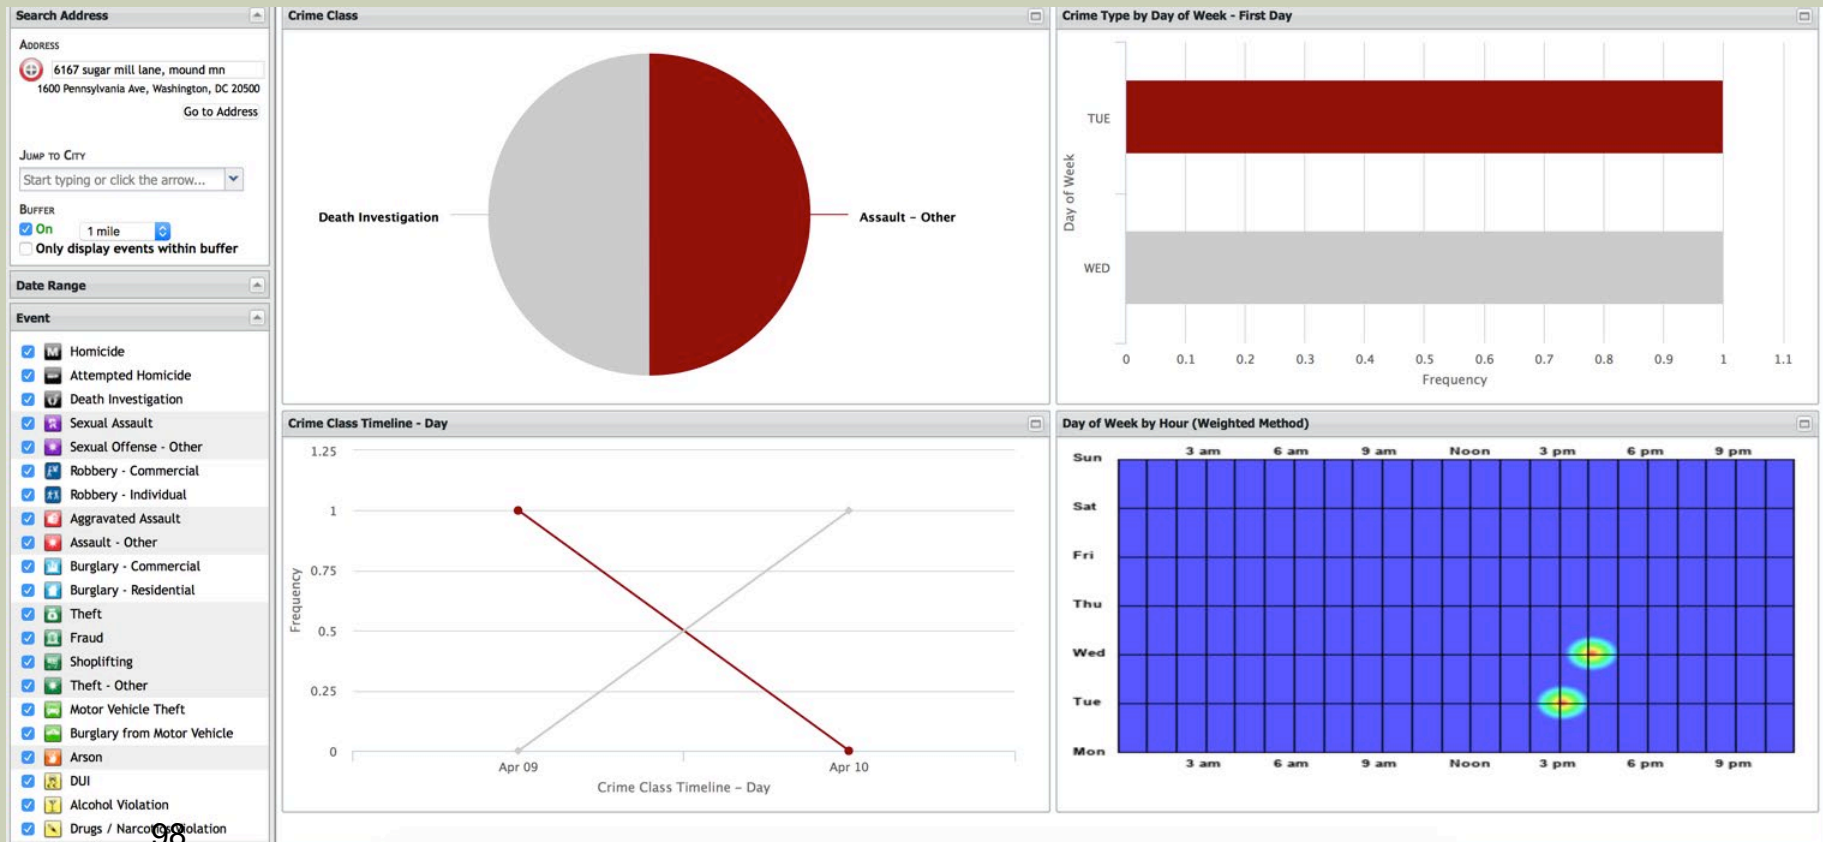 Search Address
ADDRESS
6167 sugar mill lane, mound mn
1600 Pennsylvania Ave, Washington, DC 20500
Go to Address
JUMP TO CITY
Start typing or click the arrow...
BUFFER
On 1 mile
Only display events within buffer
Date Range
Event
Homicide
Attempted Homicide
Death Investigation
Sexual Assault
Sexual Offense - Other
Robbery - Commercial
Robbery - Individual
Aggravated Assault
Assault - Other
Burglary - Commercial
Burglary - Residential
Theft
Fraud
Shoplifting
Theft - Other
Motor Vehicle Theft
Burglary from Motor Vehicle
Arson
DUI
Alcohol Violation
Drugs / Narcotics Violation
98
Crime Class
Death Investigation
Assault – Other
Crime Type by Day of Week - First Day
Day of Week
TUE
WED
0 0.1 0.2 0.3 0.4 0.5 0.6 0.7 0.8 0.9 1 1.1
Frequency
Crime Class Timeline - Day
Frequency
1.25
1
0.75
0.5
0.25
0
Apr 09 Apr 10
Crime Class Timeline – Day
Day of Week by Hour (Weighted Method)
3 am 6 am 9 am Noon 3 pm 6 pm 9 pm
Sun
Sat
Fri
Thu
Wed
Tue
Mon
3 am 6 am 9 am Noon 3 pm 6 pm 9 pm